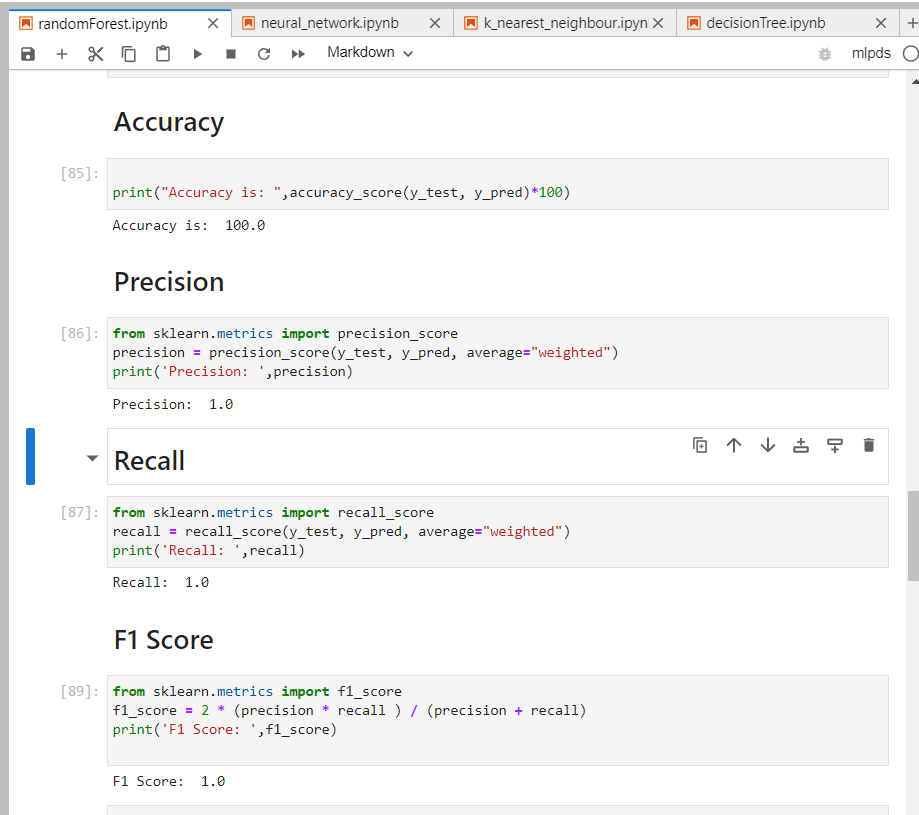 randomForest.ipynb
neural_network.ipynb
k_nearest_neighbour.ipyn
decisionTree.ipynb
Markdown
mlpds
Accuracy
[85]:
print("Accuracy is: ",accuracy_score(y_test, y_pred)*100)
Accuracy is:  100.0
Precision
[86]:
from sklearn.metrics import precision_score
precision = precision_score(y_test, y_pred, average="weighted")
print('Precision: ',precision)
Precision:  1.0
Recall
[87]:
from sklearn.metrics import recall_score
recall = recall_score(y_test, y_pred, average="weighted")
print('Recall: ',recall)
Recall:  1.0
F1 Score
[89]:
from sklearn.metrics import f1_score
f1_score = 2 * (precision * recall ) / (precision + recall)
print('F1 Score: ',f1_score)
F1 Score:  1.0